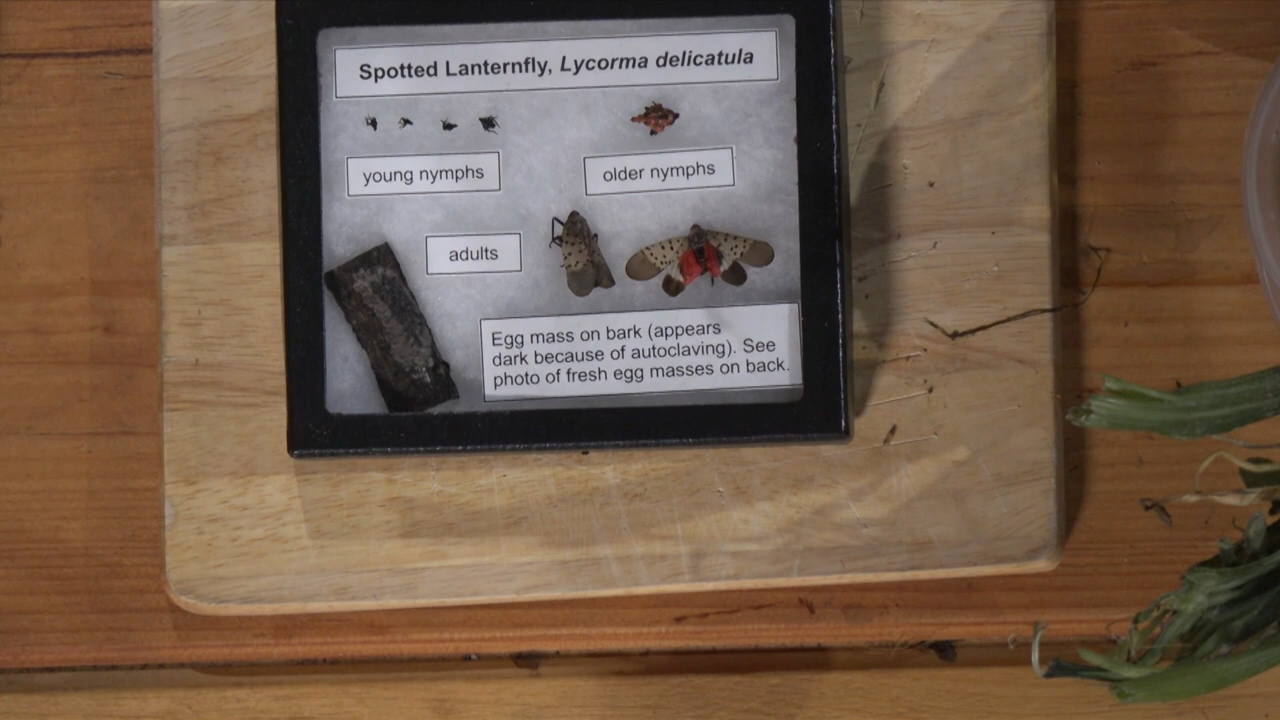 Spotted Lanternfly, Lycorma delicatula
young nymphs
older nymphs
adults
Egg mass on bark (appears
dark because of autoclaving). See
photo of fresh egg masses on back.